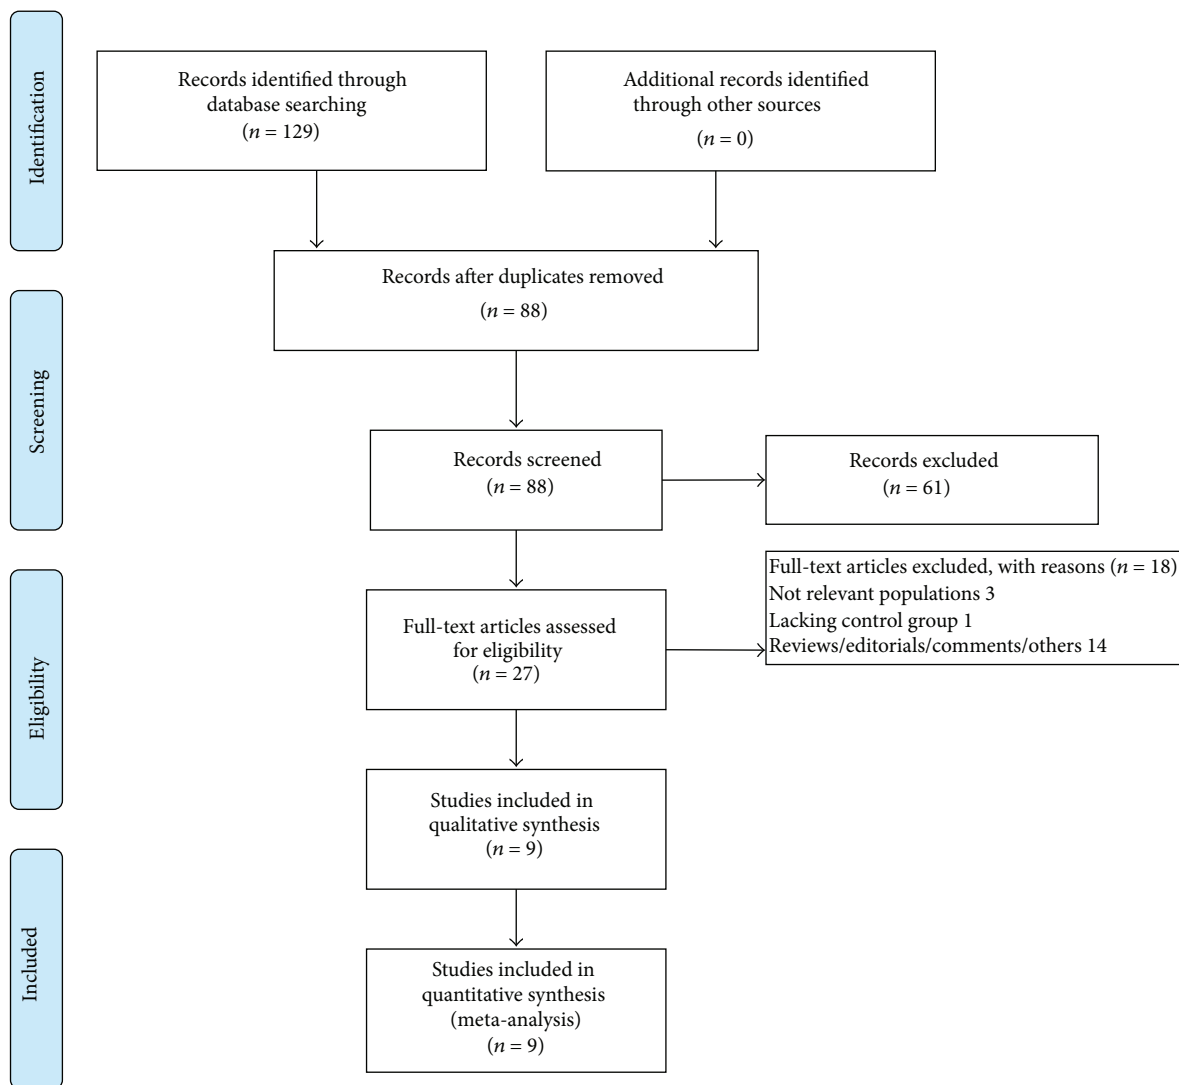 Identification
Records identified through
database searching
(n = 129)
Additional records identified
through other sources
(n = 0)
Records after duplicates removed
(n = 88)
Screening
Records screened
(n = 88)
Records excluded
(n = 61)
Eligibility
Full-text articles assessed
for eligibility
(n = 27)
Full-text articles excluded, with reasons (n = 18)
Not relevant populations 3
Lacking control group 1
Reviews/editorials/comments/others 14
Studies included in
qualitative synthesis
(n = 9)
Included
Studies included in
quantitative synthesis
(meta-analysis)
(n = 9)